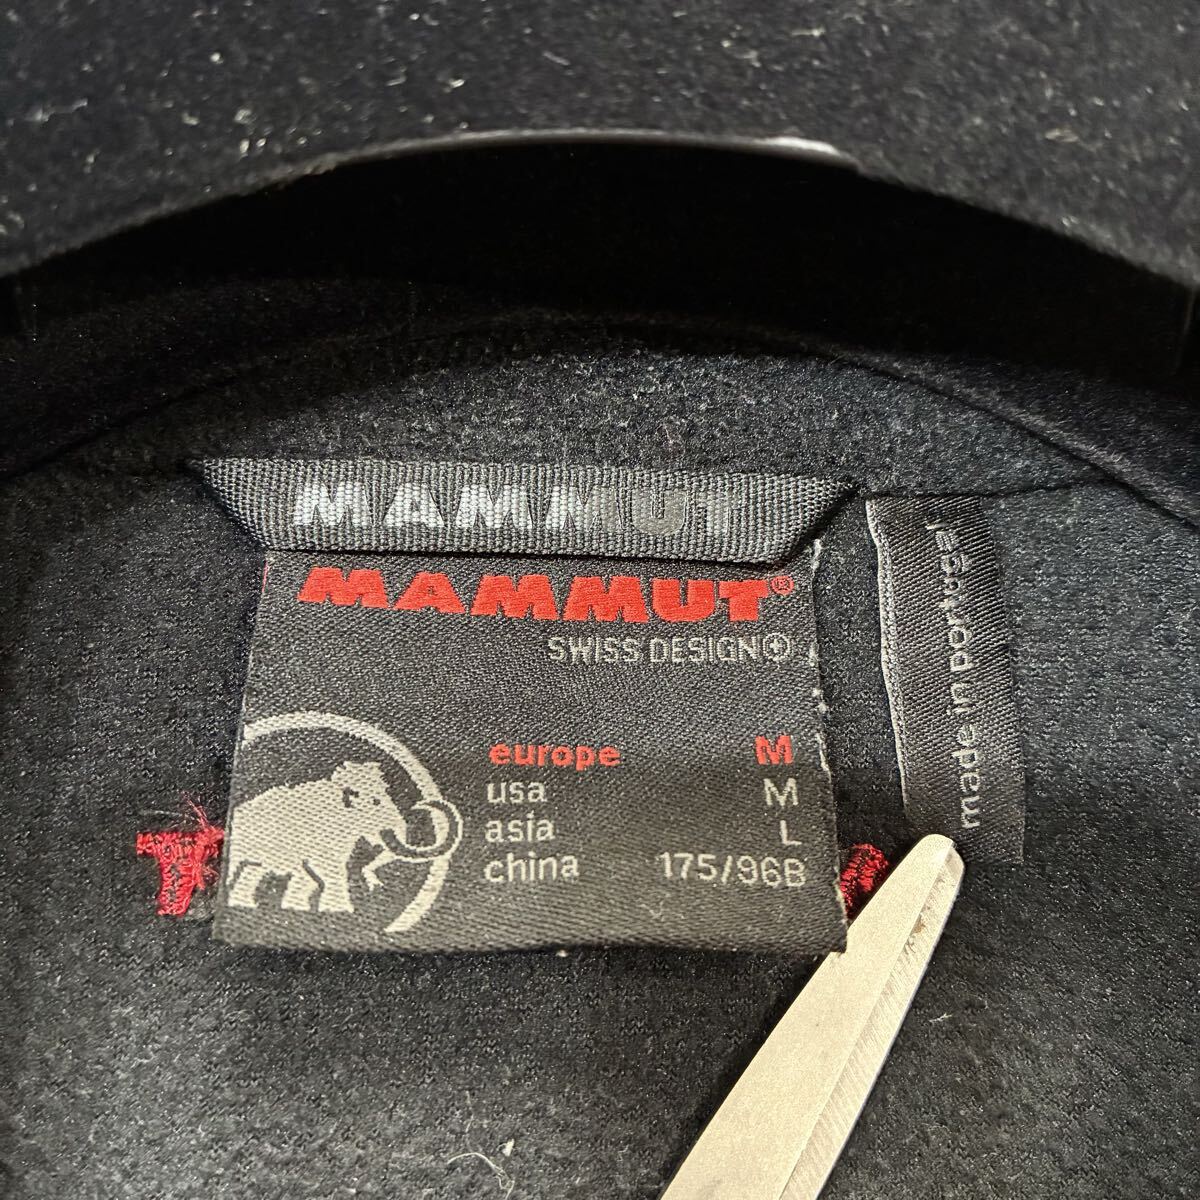 MAMMUT
MAMMUT®
SWISS DESIGN
europe M
usa M
asia L
china 175/96B
made in portugal